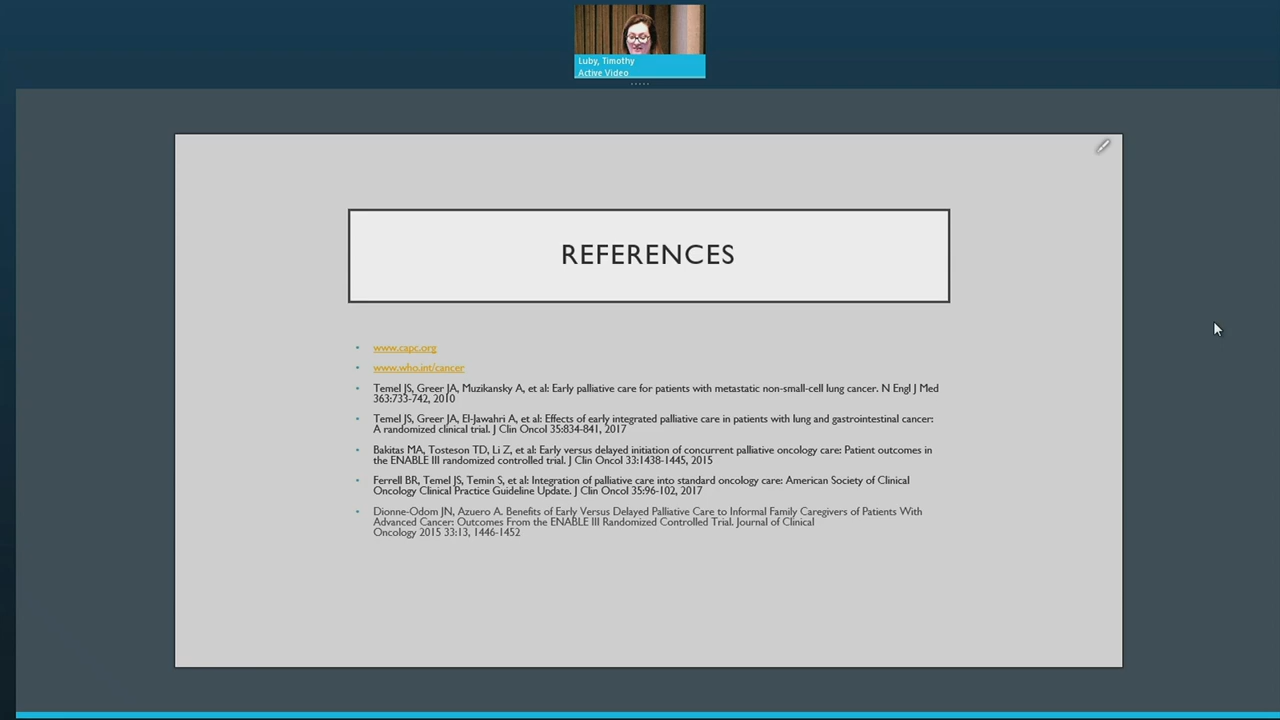 Luby, Timothy
Active Video
REFERENCES
• www.capc.org
• www.who.int/cancer
• Temel JS, Greer JA, Muzikansky A, et al: Early palliative care for patients with metastatic non-small-cell lung cancer. N Engl J Med
363:733-742, 2010
• Temel JS, Greer JA, El-Jawahri A, et al: Effects of early integrated palliative care in patients with lung and gastrointestinal cancer:
A randomized clinical trial. J Clin Oncol 35:834-841, 2017
• Bakitas MA, Tosteson TD, Li Z, et al: Early versus delayed initiation of concurrent palliative oncology care: Patient outcomes in
the ENABLE III randomized controlled trial. J Clin Oncol 33:1438-1445, 2015
• Ferrell BR, Temel JS, Temin S, et al: Integration of palliative care into standard oncology care: American Society of Clinical
Oncology Clinical Practice Guideline Update. J Clin Oncol 35:96-102, 2017
• Dionne-Odom JN, Azuero A. Benefits of Early Versus Delayed Palliative Care to Informal Family Caregivers of Patients With
Advanced Cancer: Outcomes From the ENABLE III Randomized Controlled Trial. Journal of Clinical
Oncology 2015 33:13, 1446-1452